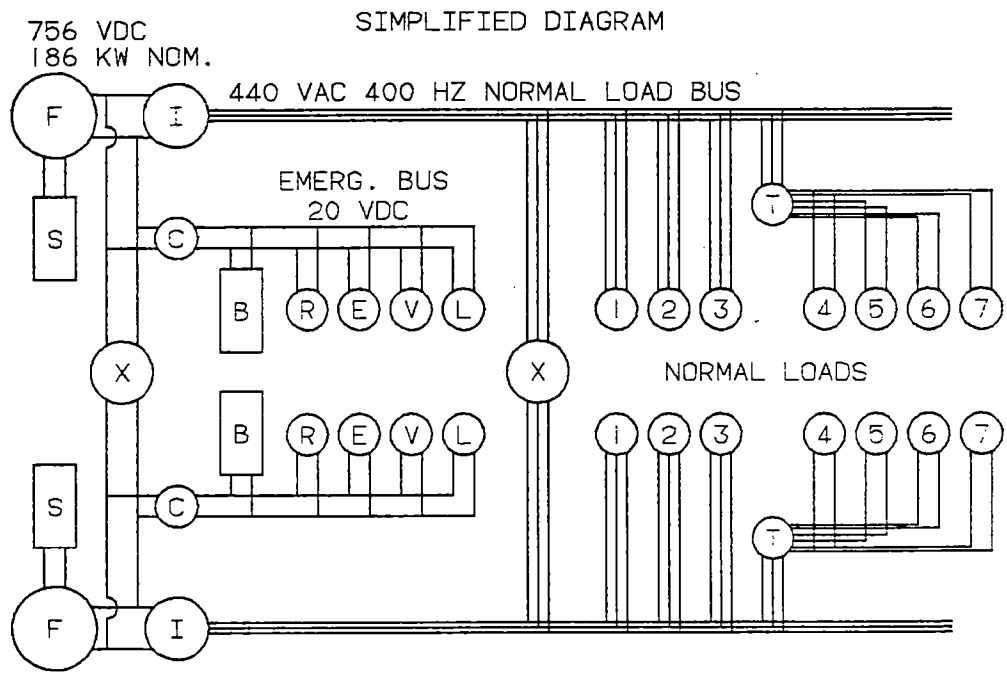 SIMPLIFIED DIAGRAM
756 VDC
186 KW NOM.
F
I
440 VAC 400 HZ NORMAL LOAD BUS
EMERG. BUS
20 VDC
T
S
C
B
R E V L
1 2 3
4 5 6 7
X
X
NORMAL LOADS
B
R E V L
1 2 3
4 5 6 7
S
C
T
F
I